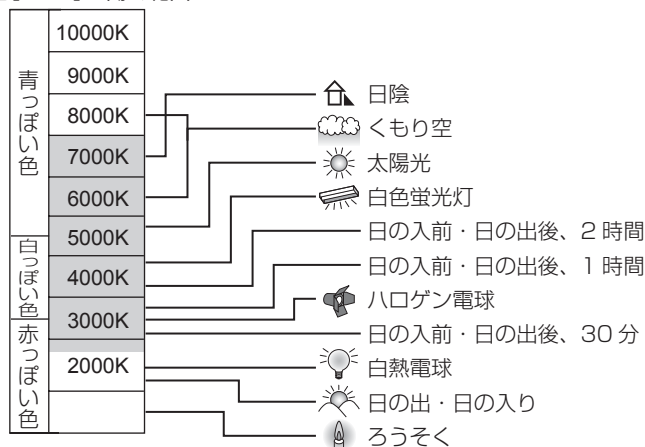 青っぽい色
白っぽい色
赤っぽい色
10000K
9000K
8000K
7000K
6000K
5000K
4000K
3000K
2000K
日陰
くもり空
太陽光
白色蛍光灯
日の入前・日の出後、2時間
日の入前・日の出後、1時間
ハロゲン電球
日の入前・日の出後、30分
白熱電球
日の出・日の入り
ろうそく